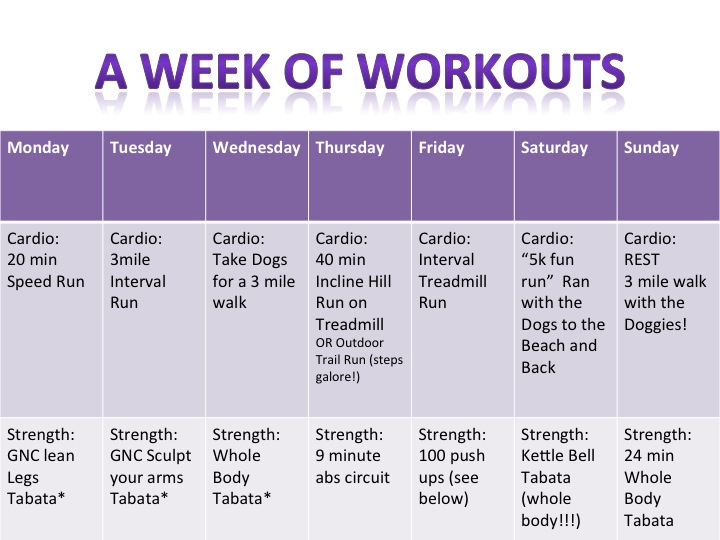 A WEEK OF WORKOUTS
Monday
Tuesday
Wednesday
Thursday
Friday
Saturday
Sunday
Cardio:
20 min
Speed Run
Cardio:
3mile
Interval
Run
Cardio:
Take Dogs
for a 3 mile
walk
Cardio:
40 min
Incline Hill
Run on
Treadmill
OR Outdoor
Trail Run (steps
galore!)
Cardio:
Interval
Treadmill
Run
Cardio:
“5k fun
run”  Ran
with the
Dogs to the
Beach and
Back
Cardio:
REST
3 mile walk
with the
Doggies!
Strength:
GNC lean
Legs
Tabata*
Strength:
GNC Sculpt
your arms
Tabata*
Strength:
Whole
Body
Tabata*
Strength:
9 minute
abs circuit
Strength:
100 push
ups (see
below)
Strength:
Kettle Bell
Tabata
(whole
body!!!)
Strength:
24 min
Whole
Body
Tabata